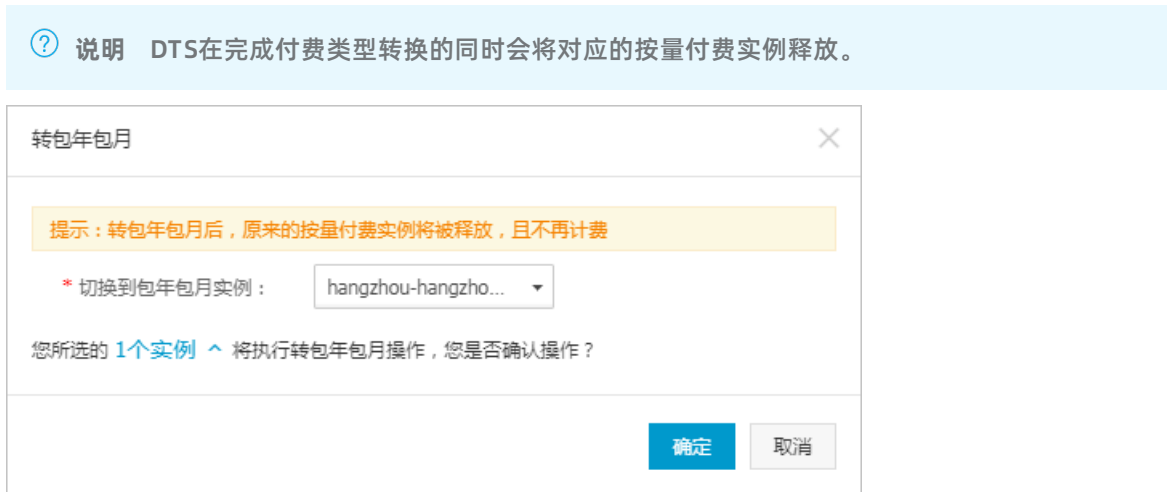 说明 DTS在完成付费类型转换的同时会将对应的按量付费实例释放。
转包年包月
提示：转包年包月后，原来的按量付费实例将被释放，且不再计费
* 切换到包年包月实例： hangzhou-hangzho...
您所选的 1个实例 将执行转包年包月操作，您是否确认操作？
确定 取消